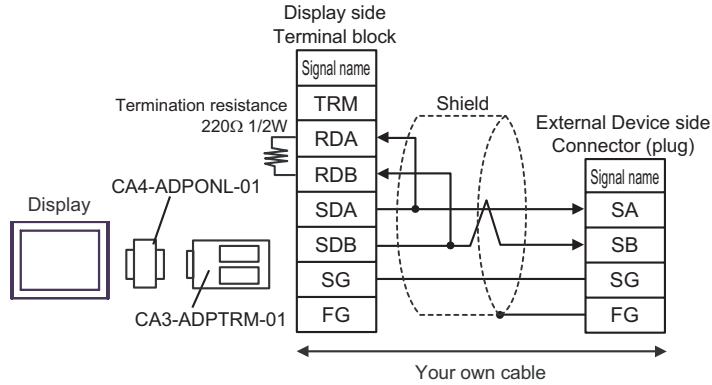 Display side
Terminal block
Signal name
TRM
RDA
RDB
SDA
SDB
SG
FG
Termination resistance
220Ω 1/2W
Shield
External Device side
Connector (plug)
Signal name
SA
SB
SG
FG
Display
CA4-ADPONL-01
CA3-ADPTRM-01
Your own cable